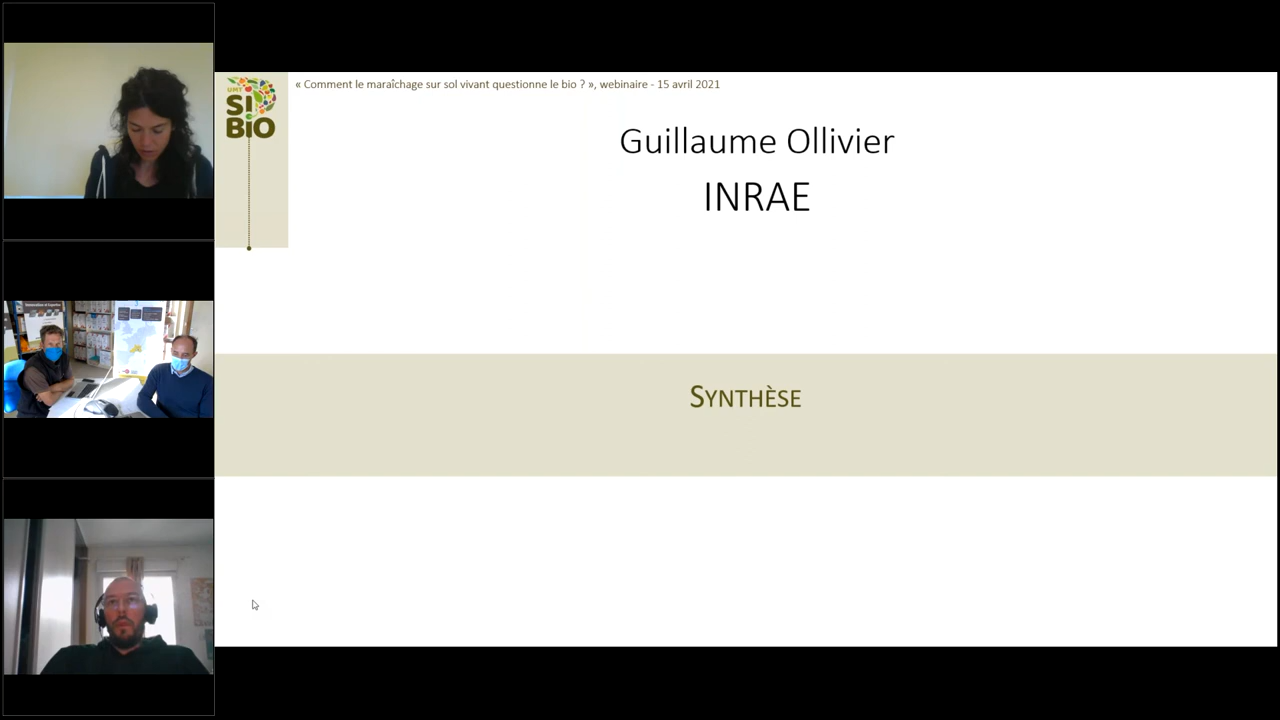 « Comment le maraîchage sur sol vivant questionne le bio ? », webinaire - 15 avril 2021
UMT
SI
BIO
Guillaume Ollivier
INRAE
SYNTHÈSE